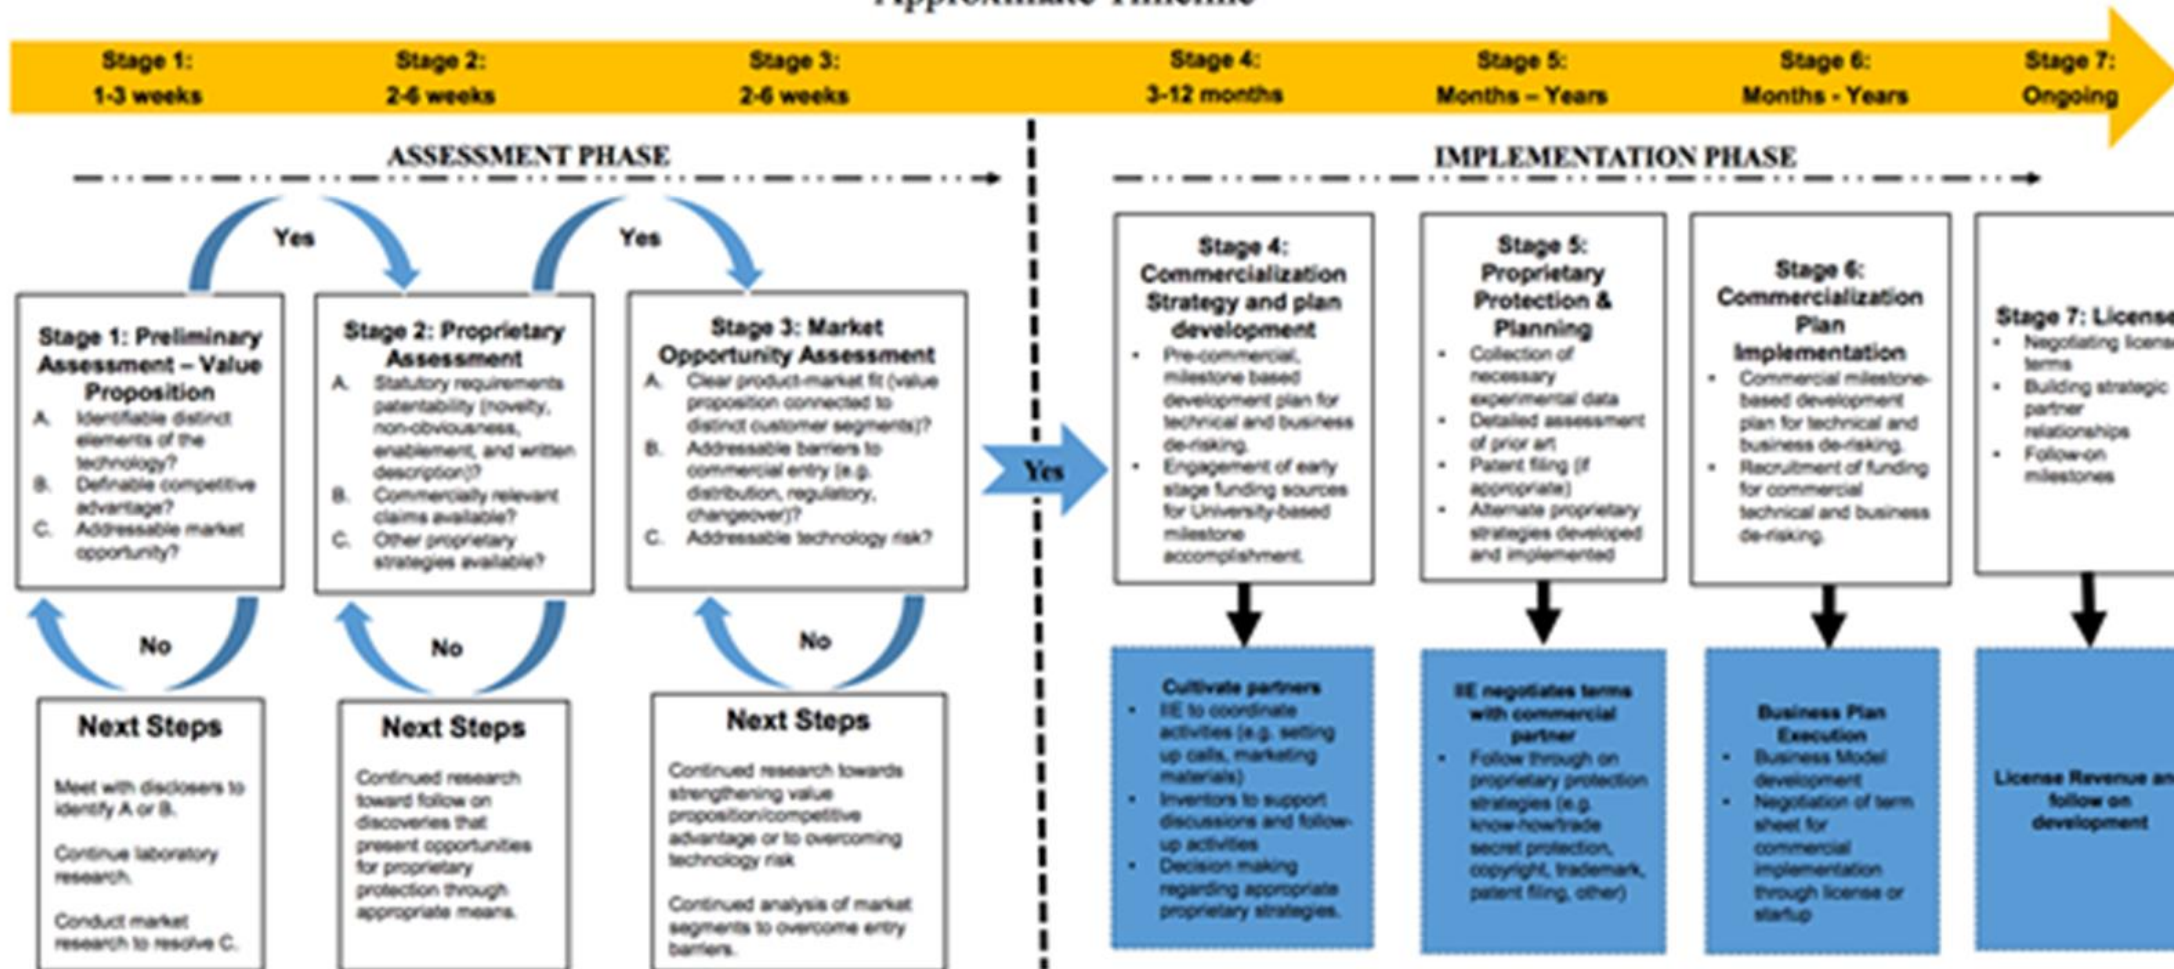 Approximate Timeline
Stage 1:
1-3 weeks
Stage 2:
2-6 weeks
Stage 3:
2-6 weeks
Stage 4:
3-12 months
Stage 5:
Months – Years
Stage 6:
Months - Years
Stage 7:
Ongoing
ASSESSMENT PHASE
IMPLEMENTATION PHASE
Yes
Yes
Stage 1: Preliminary
Assessment – Value
Proposition
A. Identifiable distinct
elements of the
technology?
B. Definable competitive
advantage?
C. Addressable market
opportunity?
Stage 2: Proprietary
Assessment
A. Statutory requirements
patentability (novelty,
non-obviousness,
enablement, and written
description)?
B. Commercially relevant
claims available?
C. Other proprietary
strategies available?
Stage 3: Market
Opportunity Assessment
A. Clear product-market fit (value
proposition connected to
distinct customer segments)?
B. Addressable barriers to
commercial entry (e.g.
distribution, regulatory,
changeover)?
C. Addressable technology risk?
Yes
Stage 4:
Commercialization
Strategy and plan
development
• Pre-commercial,
milestone based
development plan for
technical and business
de-risking.
• Engagement of early
stage funding sources
for University-based
milestone
accomplishment.
Stage 5:
Proprietary
Protection &
Planning
• Collection of
necessary
experimental data
• Detailed assessment
of prior art
• Patent filing (if
appropriate)
• Alternate proprietary
strategies developed
and implemented
Stage 6:
Commercialization
Plan
Implementation
• Commercial milestone-
based development
plan for technical and
business de-risking.
• Recruitment of funding
for commercial
technical and business
de-risking.
Stage 7: License
• Negotiating license
terms
• Building strategic
partner
relationships
• Follow-on
milestones
No
No
No
Next Steps
Meet with disclosers to
identify A or B.
Continue laboratory
research.
Conduct market
research to resolve C.
Next Steps
Continued research
toward follow on
discoveries that
present opportunities
for proprietary
protection through
appropriate means.
Next Steps
Continued research towards
strengthening value
proposition/competitive
advantage or to overcoming
technology risk
Continued analysis of market
segments to overcome entry
barriers.
Cultivate partners
• IIE to coordinate
activities (e.g. setting
up calls, marketing
materials)
• Inventors to support
discussions and follow-
up activities
• Decision making
regarding appropriate
proprietary strategies.
IIE negotiates terms
with commercial
partner
• Follow through on
proprietary protection
strategies (e.g.
know-how/trade
secret protection,
copyright, trademark,
patent filing, other)
Business Plan
Execution
• Business Model
development
• Negotiation of term
sheet for
commercial
implementation
through license or
startup
License Revenue an
follow on
development